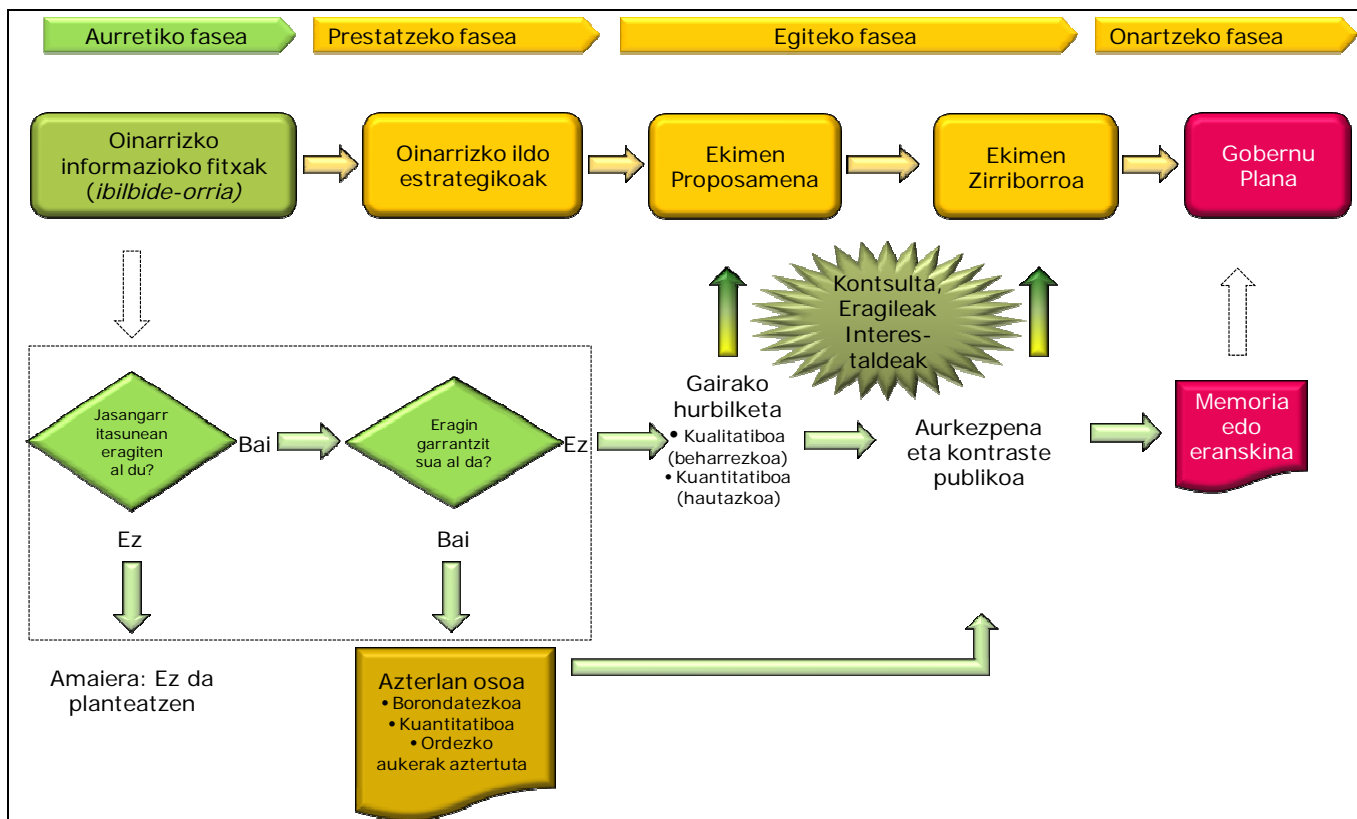 Aurretiko fasea
Prestatzeko fasea
Egiteko fasea
Onartzeko fasea
Oinarrizko
informazioko fitxak
(ibilbide-orria)
Oinarrizko ildo
estrategikoak
Ekimen
Proposamena
Ekimen
Zirriborroa
Gobernu
Plana
Kontsulta,
Eragileak
Interes-
taldeak
Jasangarr
itasunean
eragiten
al du?
Bai
Eragin
garrantzit
sua al da?
Ez
Gairako
hurbilketa
• Kualitatiboa
(beharrezkoa)
• Kuantitatiboa
(hautazkoa)
Aurkezpena
eta kontraste
publikoa
Memoria
edo
eranskina
Ez
Bai
Amaiera: Ez da
planteatzen
Azterlan osoa
• Borondatezkoa
• Kuantitatiboa
• Ordezko
aukerak aztertuta